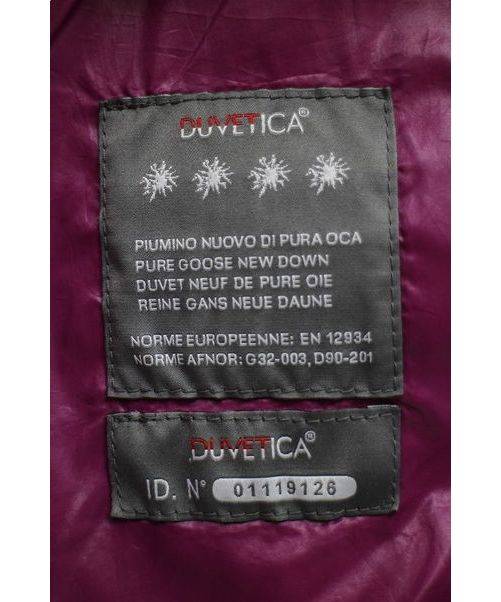 DUVETICA®
PIUMINO NUOVO DI PURA OCA
PURE GOOSE NEW DOWN
DUVET NEUF DE PURE OIE
REINE GANS NEUE DAUNE
NORME EUROPEENNE: EN 12934
NORME AFNOR: G32-003, D90-201
DUVETICA®
ID. N° 01119126